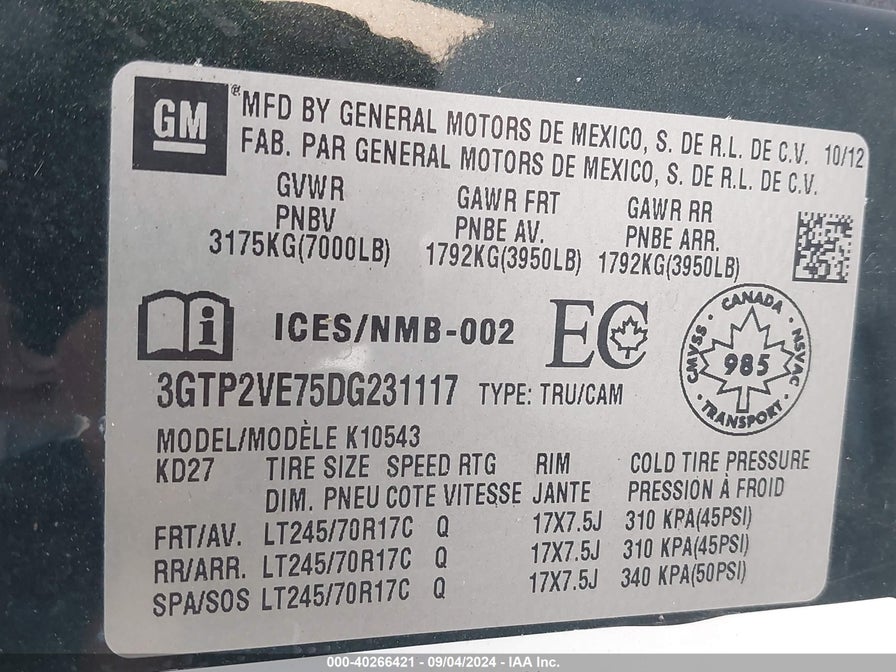 GM
®MFD BY GENERAL MOTORS DE MEXICO, S. DE R.L. DE C.V. 10/12
FAB. PAR GENERAL MOTORS DE MEXICO, S. DE R.L. DE C.V.
GVWR GAWR FRT GAWR RR
PNBV PNBE AV. PNBE ARR.
3175KG(7000LB) 1792KG(3950LB) 1792KG(3950LB)
i ICES/NMB-002 EC
CANADA
CMVSS 985 NSVAC
TRANSPORT
3GTP2VE75DG231117 TYPE: TRU/CAM
MODEL/MODÈLE K10543
KD27 TIRE SIZE SPEED RTG RIM COLD TIRE PRESSURE
DIM. PNEU COTE VITESSE JANTE PRESSION À FROID
FRT/AV. LT245/70R17C Q 17X7.5J 310 KPA(45PSI)
RR/ARR. LT245/70R17C Q 17X7.5J 310 KPA(45PSI)
SPA/SOS LT245/70R17C Q 17X7.5J 340 KPA(50PSI)
000-40266421 - 09/04/2024 - IAA Inc.